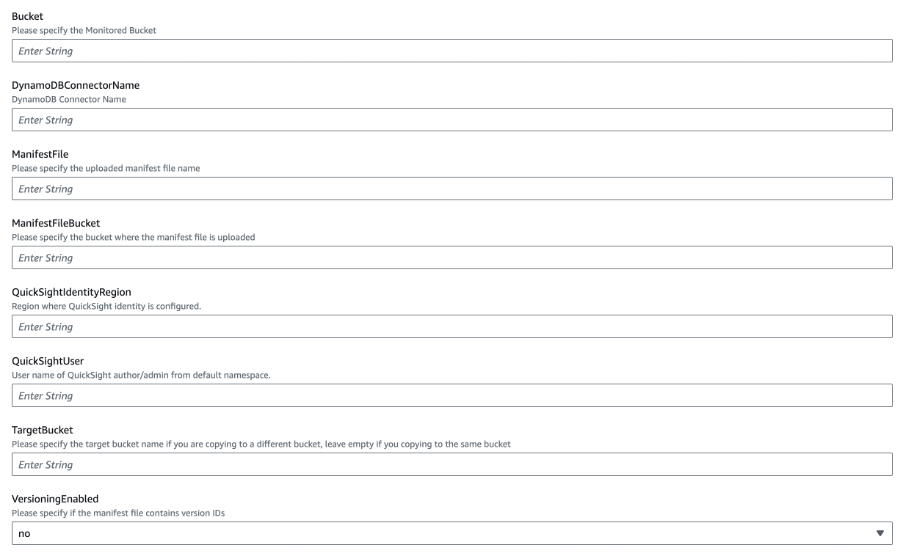 Bucket
Please specify the Monitored Bucket
Enter String
DynamoDBConnectorName
DynamoDB Connector Name
Enter String
ManifestFile
Please specify the uploaded manifest file name
Enter String
ManifestFileBucket
Please specify the bucket where the manifest file is uploaded
Enter String
QuickSightIdentityRegion
Region where QuickSight identity is configured.
Enter String
QuickSightUser
User name of QuickSight author/admin from default namespace.
Enter String
TargetBucket
Please specify the target bucket name if you are copying to a different bucket, leave empty if you copying to the same bucket
Enter String
VersioningEnabled
Please specify if the manifest file contains version IDs
no